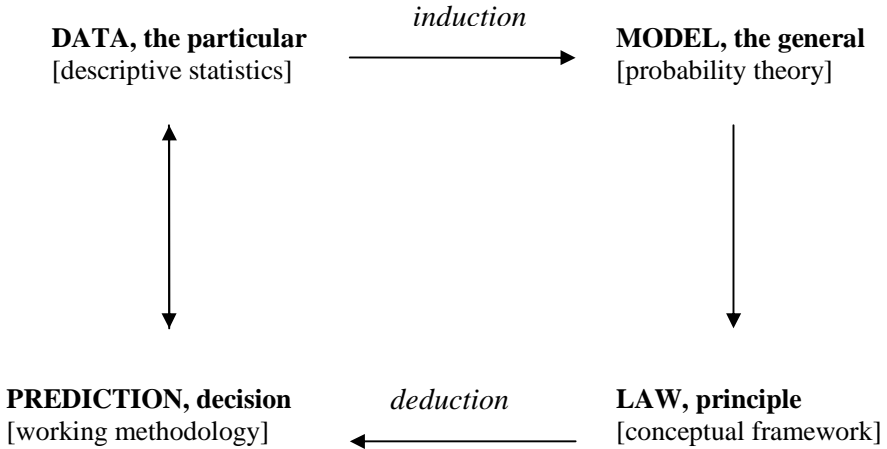 induction
DATA, the particular
[descriptive statistics]
MODEL, the general
[probability theory]
PREDICTION, decision
[working methodology]
deduction
LAW, principle
[conceptual framework]